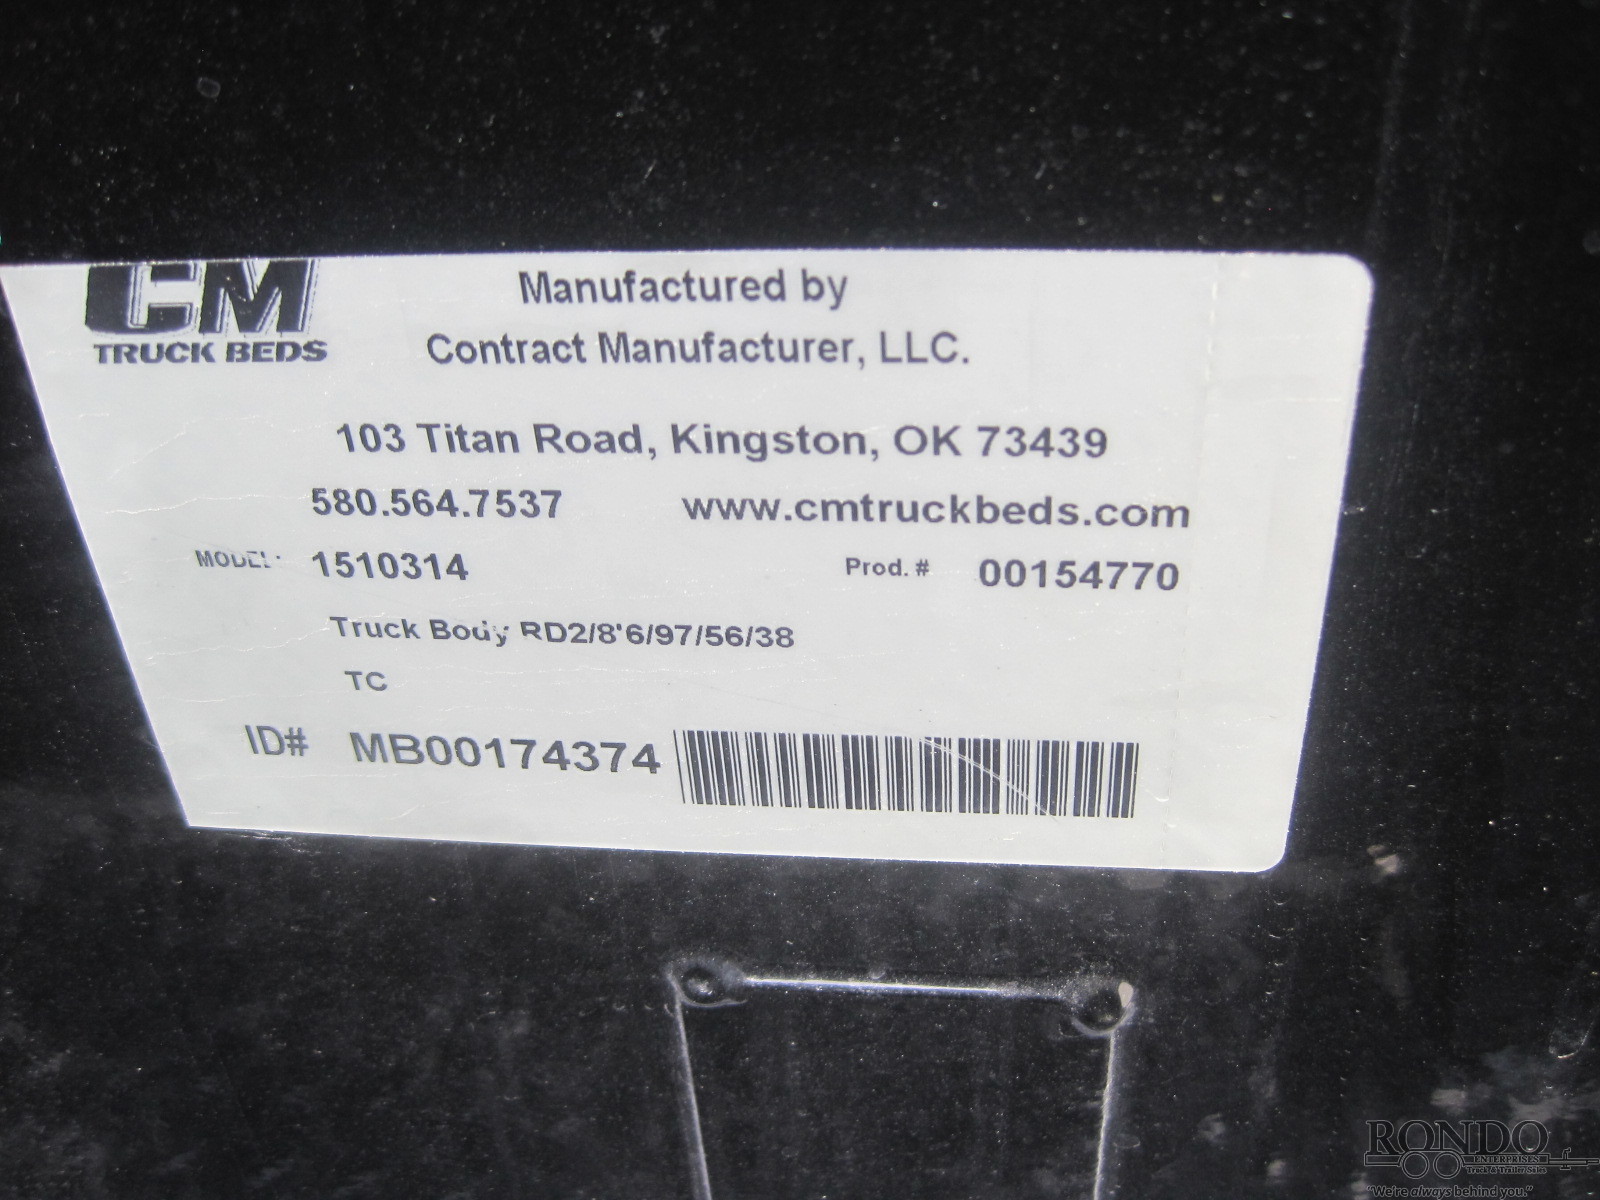 CM
TRUCK BEDS
Manufactured by
Contract Manufacturer, LLC.
103 Titan Road, Kingston, OK 73439
580.564.7537 www.cmtruckbeds.com
MODEL: 1510314 Prod. # 00154770
Truck Body RD2/8'6/97/56/38
TC
ID# MB00174374
RONDO
ENTERPRISES
Truck & Trailer Sales
"We're always behind you."